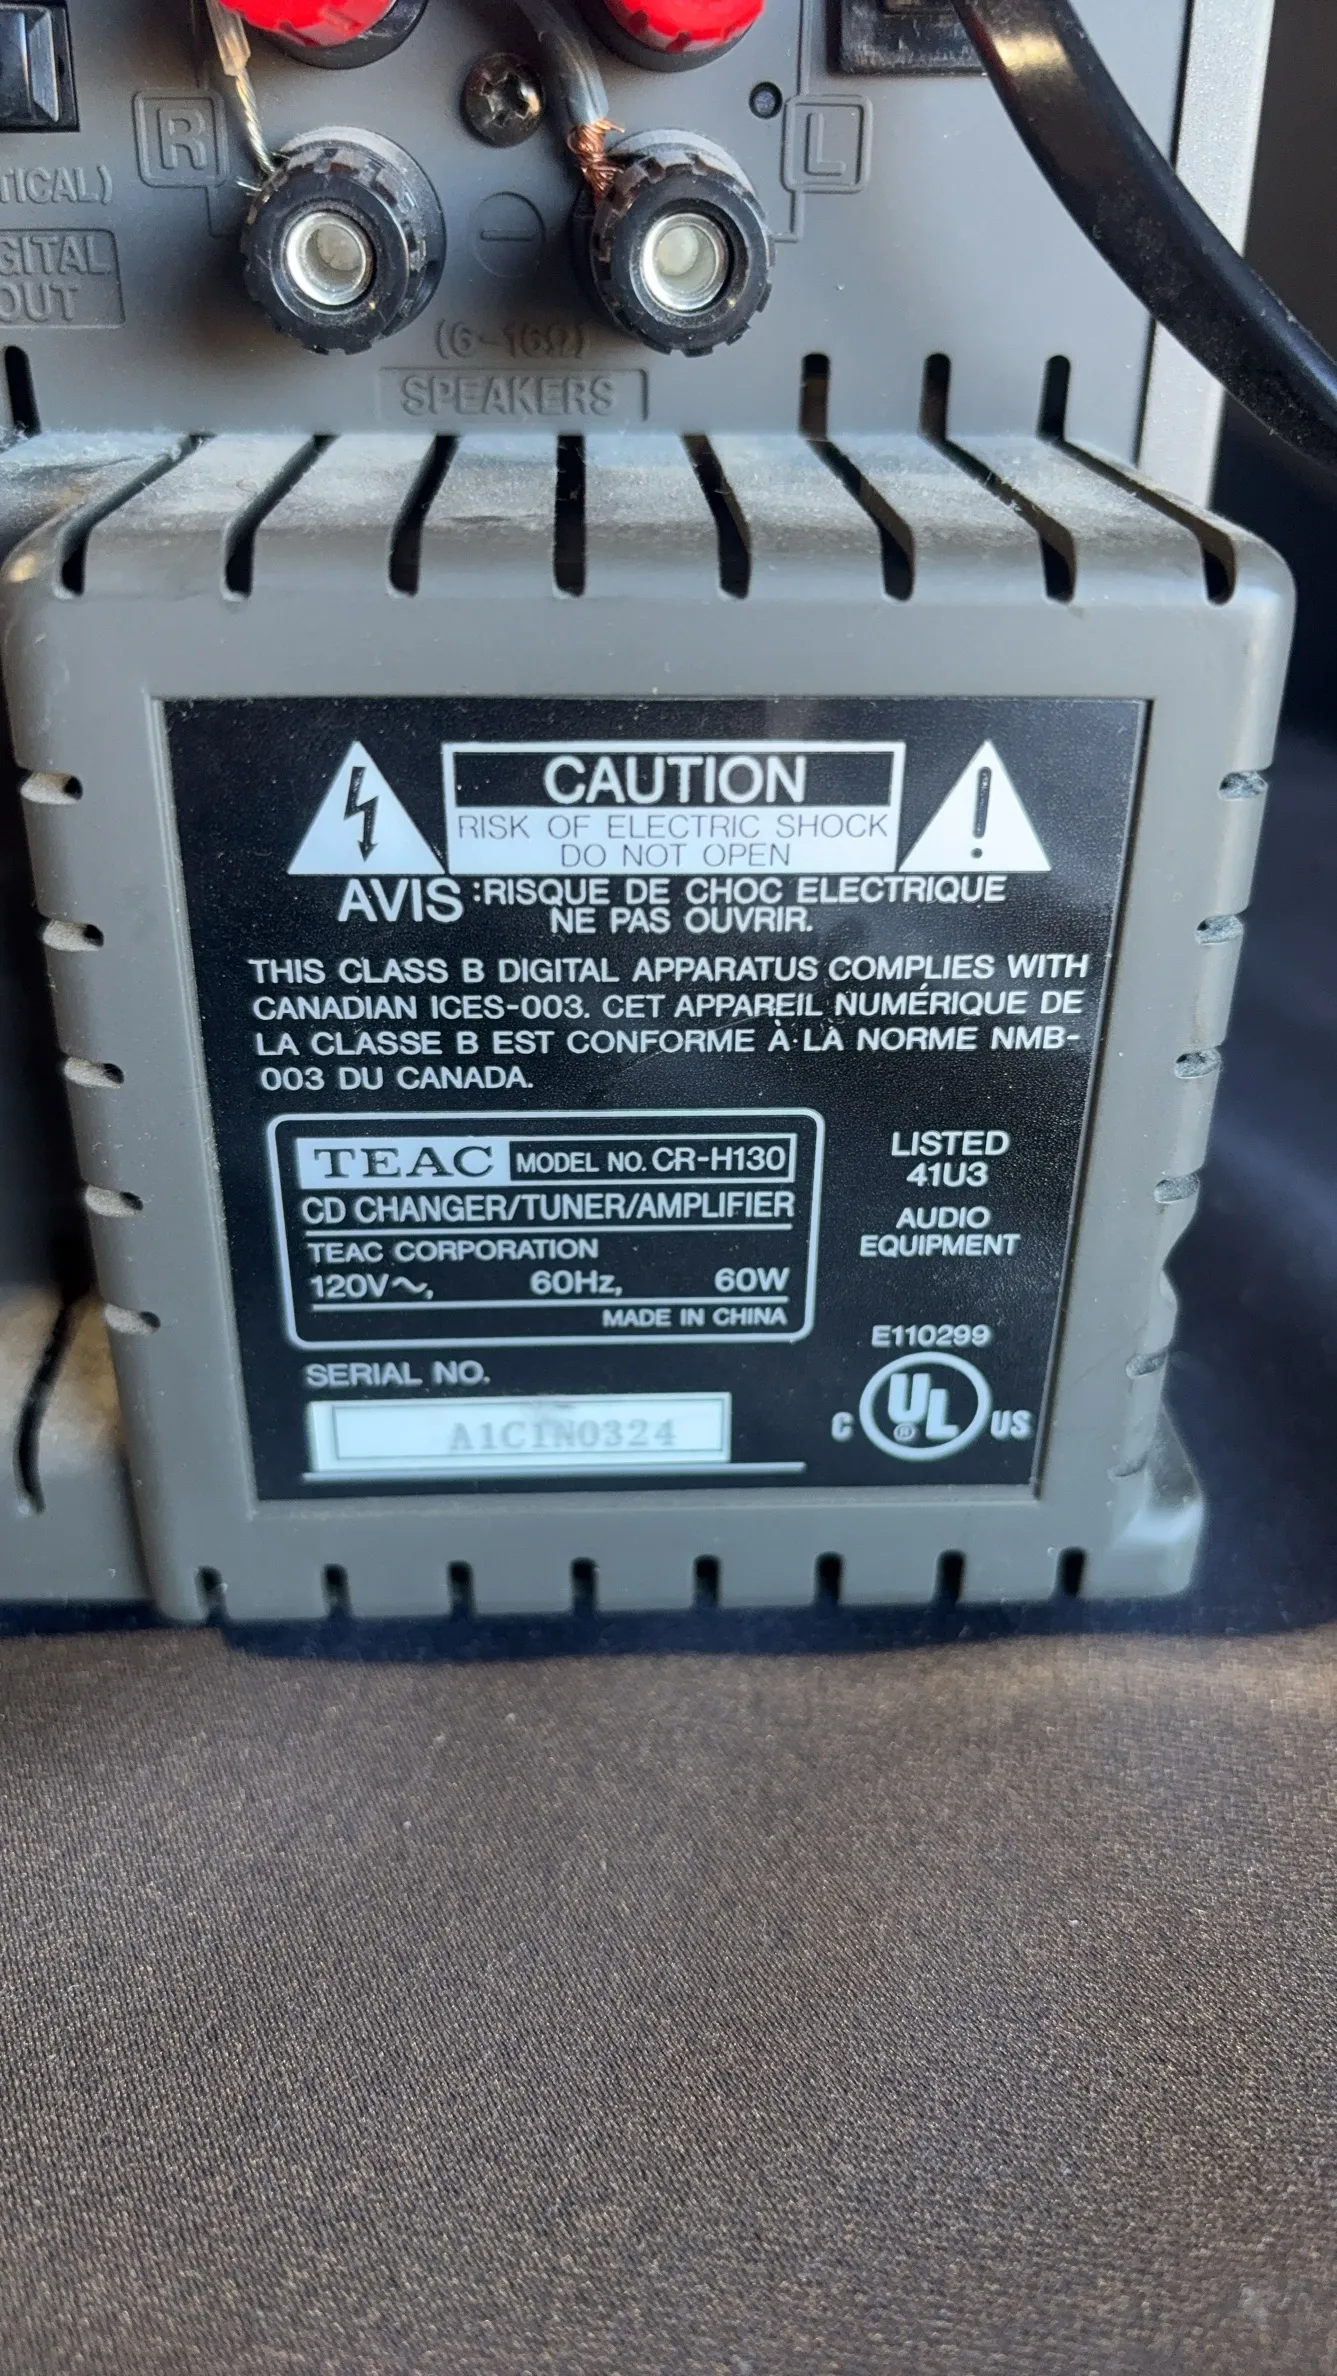 R
L
TICAL)
GITAL
OUT
(6-16Ω)
SPEAKERS
CAUTION
RISK OF ELECTRIC SHOCK
DO NOT OPEN
AVIS :RISQUE DE CHOC ELECTRIQUE
NE PAS OUVRIR.
THIS CLASS B DIGITAL APPARATUS COMPLIES WITH
CANADIAN ICES-003. CET APPAREIL NUMÉRIQUE DE
LA CLASSE B EST CONFORME À LA NORME NMB-
003 DU CANADA.
TEAC MODEL NO. CR-H130
CD CHANGER/TUNER/AMPLIFIER
TEAC CORPORATION
120V~, 60Hz, 60W
MADE IN CHINA
LISTED
41U3
AUDIO
EQUIPMENT
SERIAL NO.
A1C1N0324
E110299
C UL® US